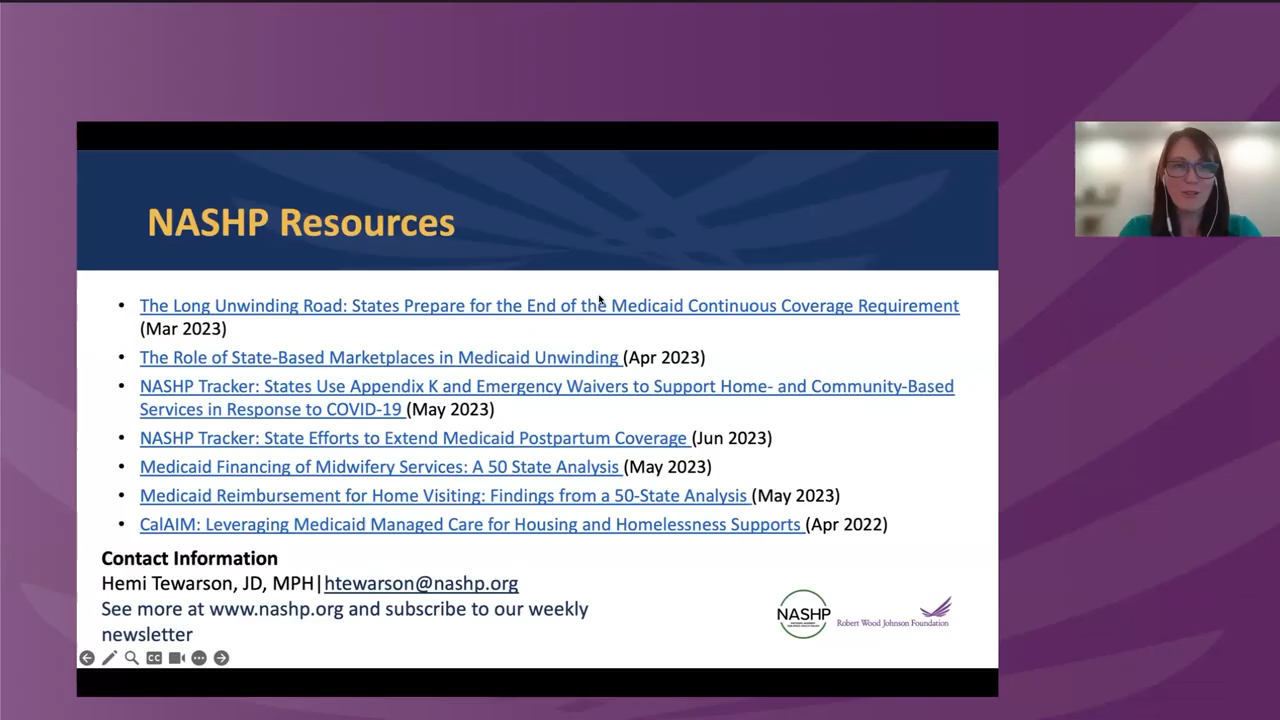 NASHP Resources
• The Long Unwinding Road: States Prepare for the End of the Medicaid Continuous Coverage Requirement
(Mar 2023)
• The Role of State-Based Marketplaces in Medicaid Unwinding (Apr 2023)
• NASHP Tracker: States Use Appendix K and Emergency Waivers to Support Home- and Community-Based
Services in Response to COVID-19 (May 2023)
• NASHP Tracker: State Efforts to Extend Medicaid Postpartum Coverage (Jun 2023)
• Medicaid Financing of Midwifery Services: A 50 State Analysis (May 2023)
• Medicaid Reimbursement for Home Visiting: Findings from a 50-State Analysis (May 2023)
• CalAIM: Leveraging Medicaid Managed Care for Housing and Homelessness Supports (Apr 2022)
Contact Information
Hemi Tewarson, JD, MPH|htewarson@nashp.org
See more at www.nashp.org and subscribe to our weekly
newsletter
NASHP
Robert Wood Johnson Foundation
CC